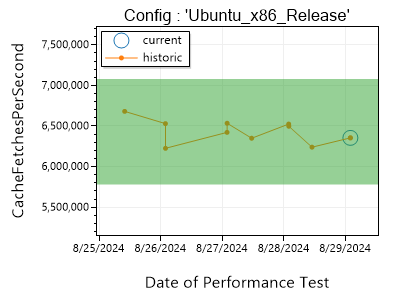 Config : 'Ubuntu_x86_Release'
current
historic
7,500,000
7,000,000
6,500,000
6,000,000
5,500,000
CacheFetchesPerSecond
8/25/2024 8/26/2024 8/27/2024 8/28/2024 8/29/2024
Date of Performance Test